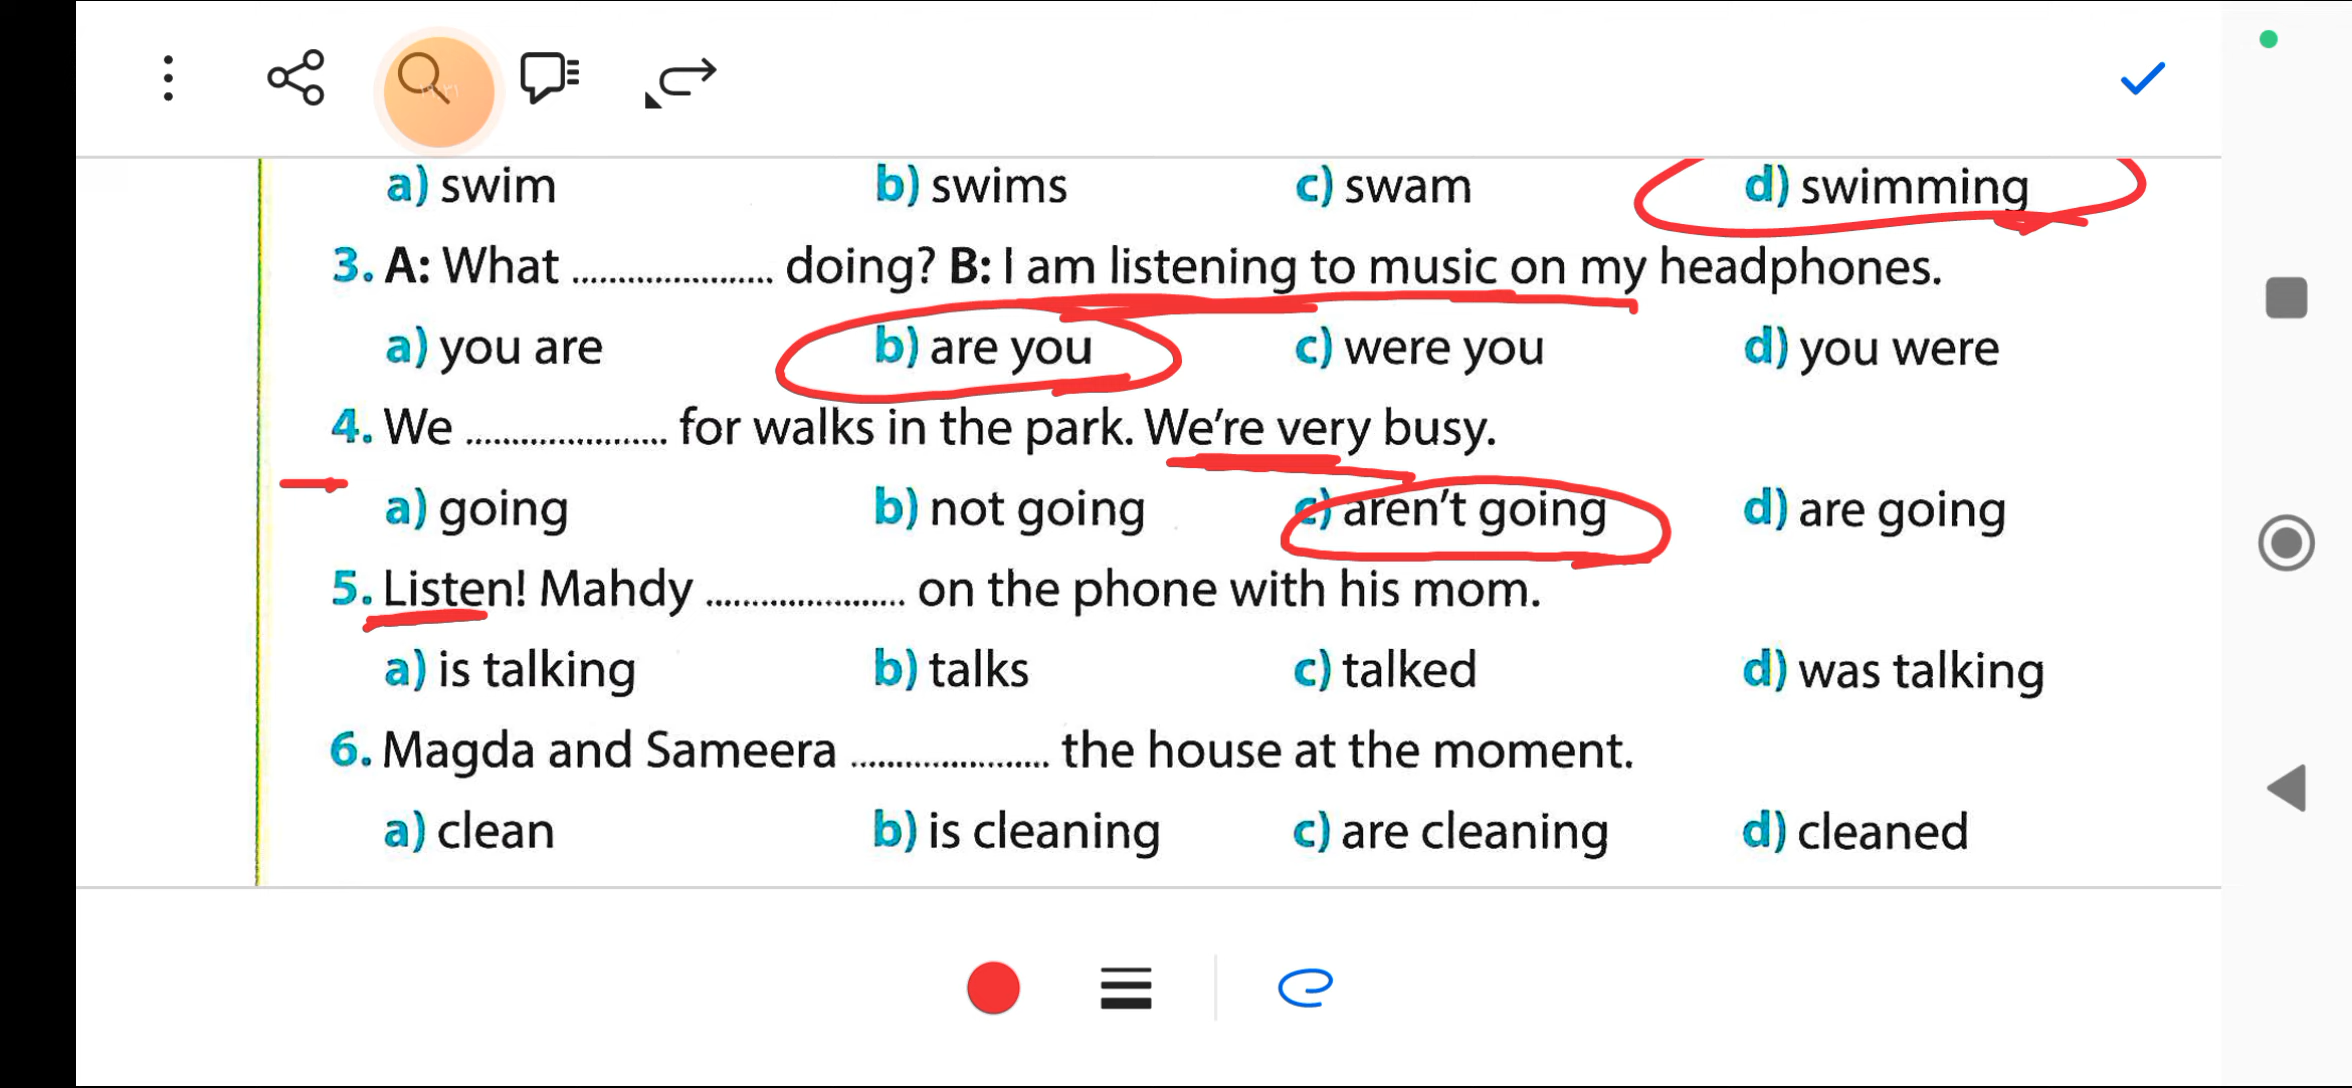 a) swim b) swims c) swam d) swimming
3. A: What ...................... doing? B: I am listening to music on my headphones.
a) you are b) are you c) were you d) you were
4. We ...................... for walks in the park. We're very busy.
a) going b) not going c) aren't going d) are going
5. Listen! Mahdy ...................... on the phone with his mom.
a) is talking b) talks c) talked d) was talking
6. Magda and Sameera ...................... the house at the moment.
a) clean b) is cleaning c) are cleaning d) cleaned